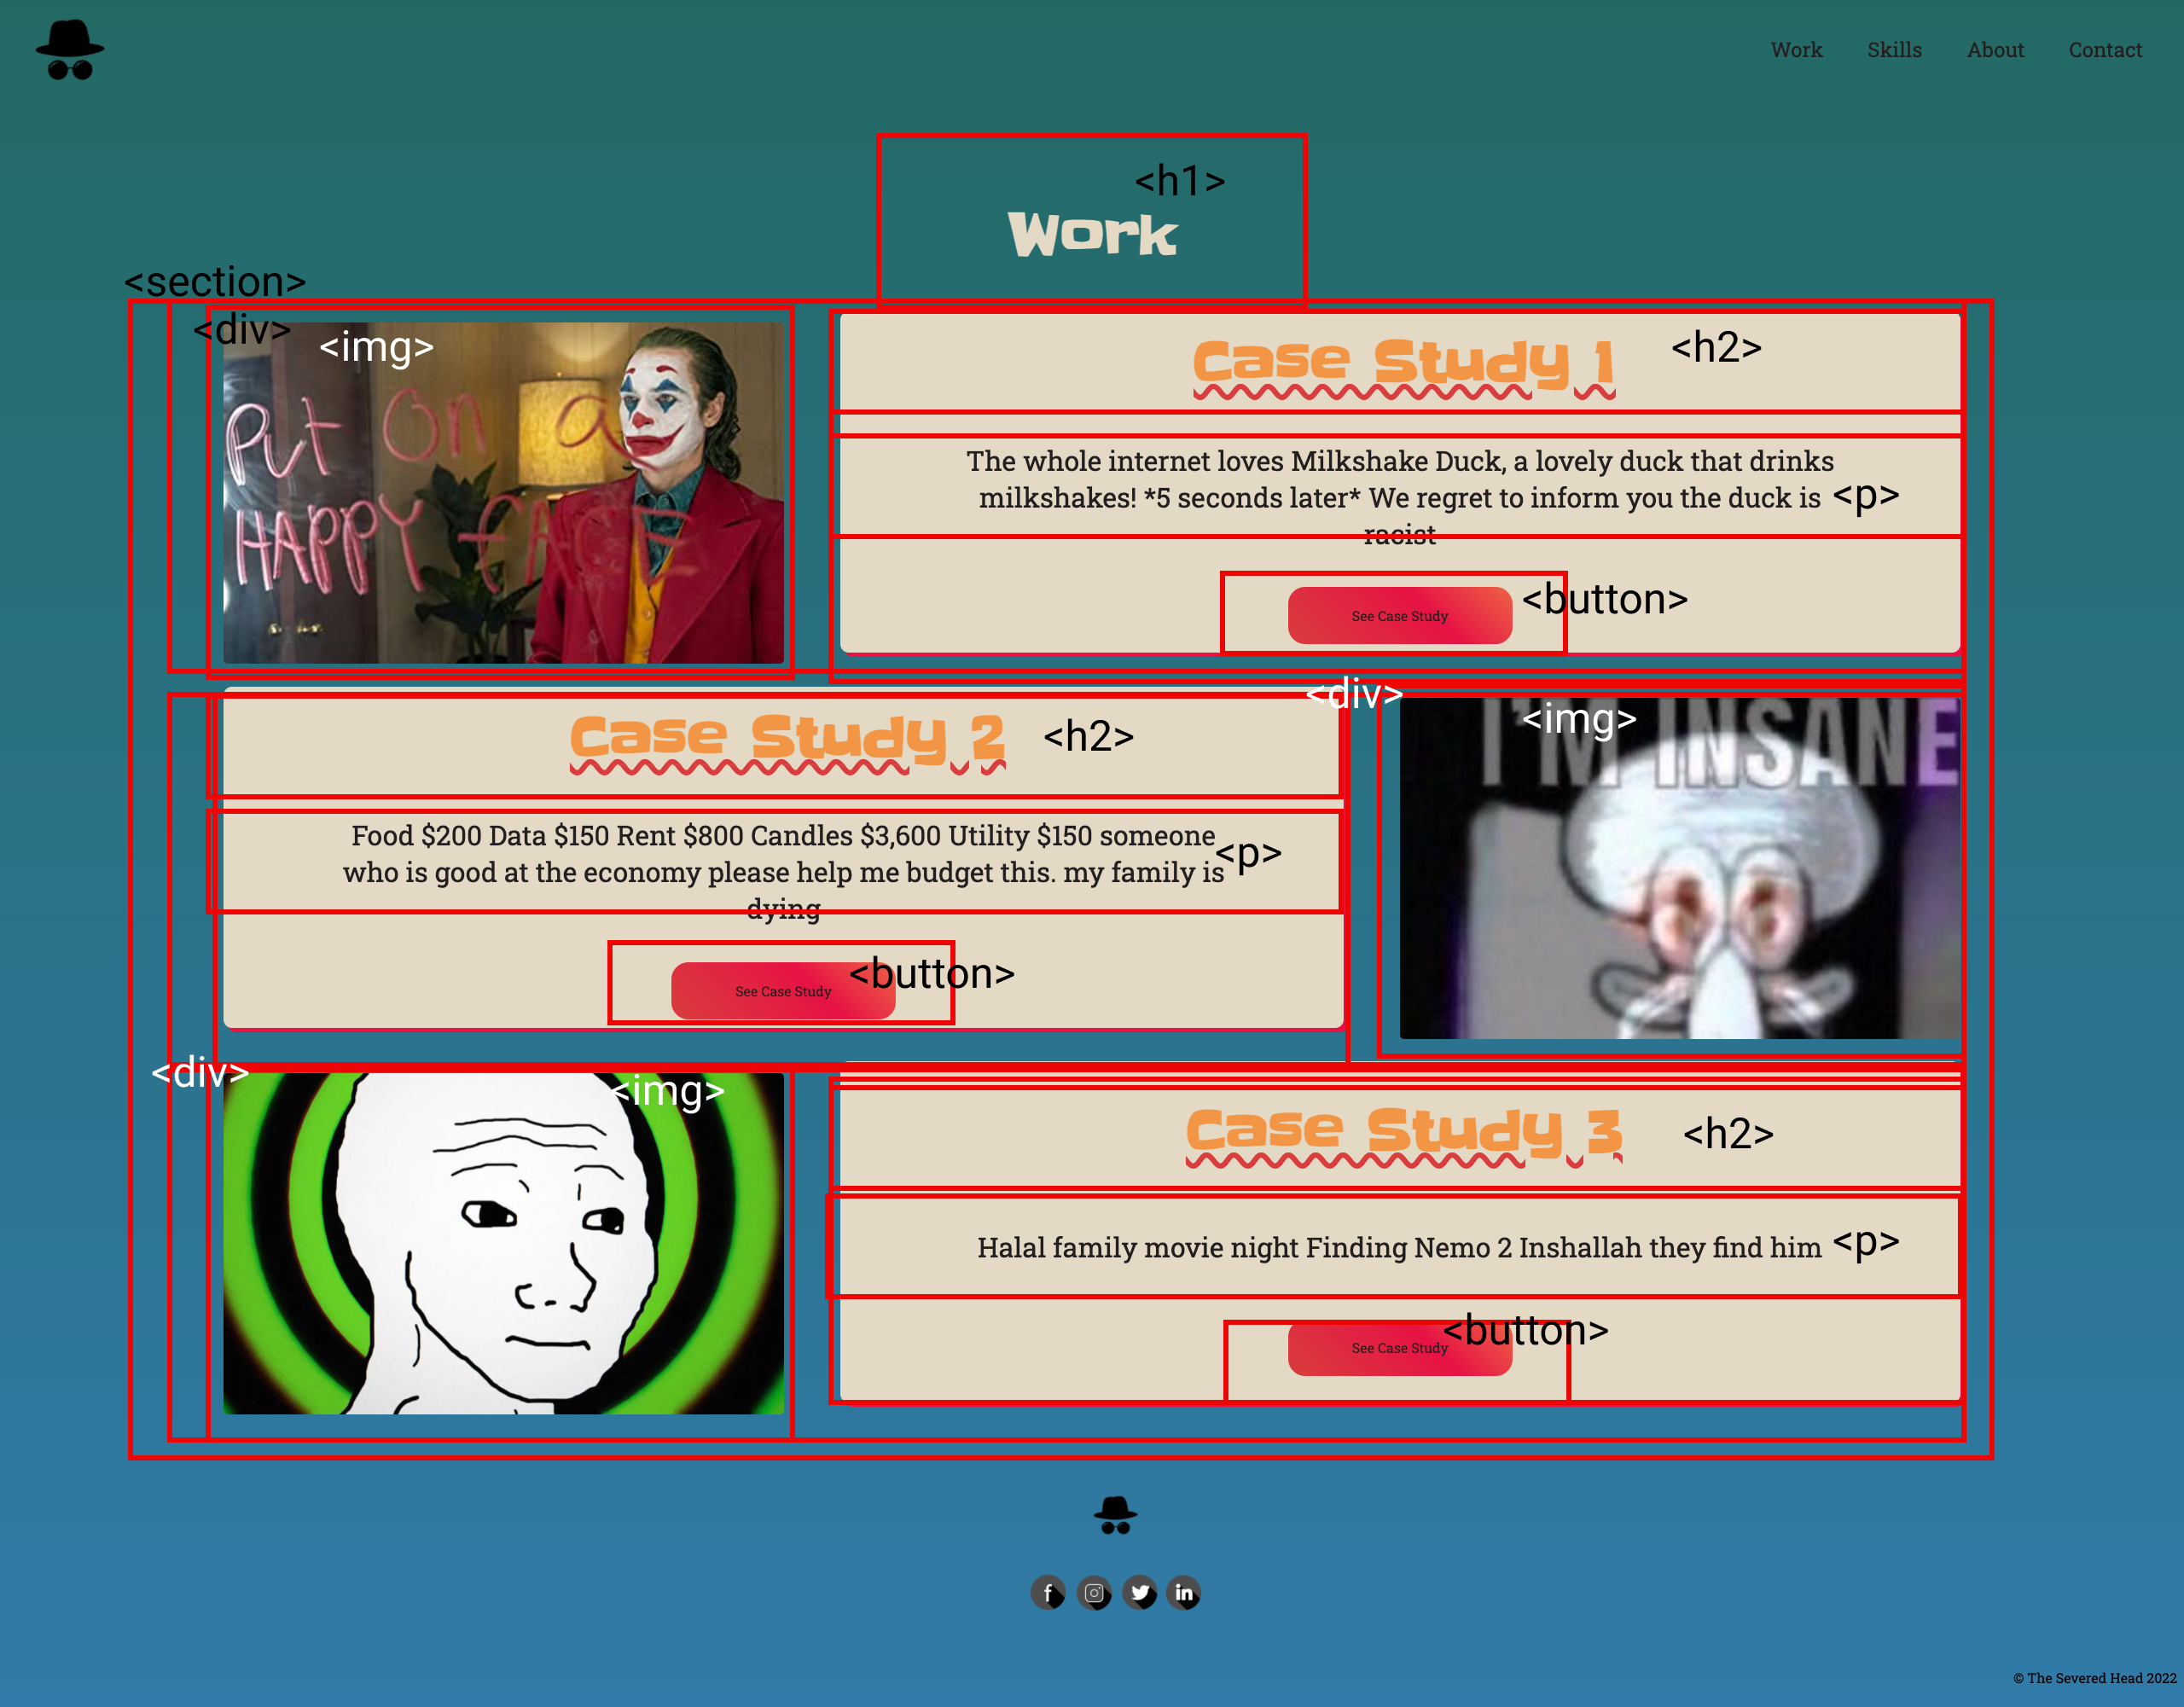 Work Skills About Contact
<h1>
Work
<section>
<div>
<img>
Put On a
HAPPY FACE
Case Study 1
<h2>
The whole internet loves Milkshake Duck, a lovely duck that drinks
milkshakes! *5 seconds later* We regret to inform you the duck is
racist
<p>
See Case Study
<button>
Case Study 2
<h2>
Food $200 Data $150 Rent $800 Candles $3,600 Utility $150 someone
who is good at the economy please help me budget this. my family is
dying
<p>
See Case Study
<button>
<div>
<img>
I'M INSANE
<div>
<img>
Case Study 3
<h2>
Halal family movie night Finding Nemo 2 Inshallah they find him
<p>
See Case Study
<button>
f
in
© The Severed Head 2022